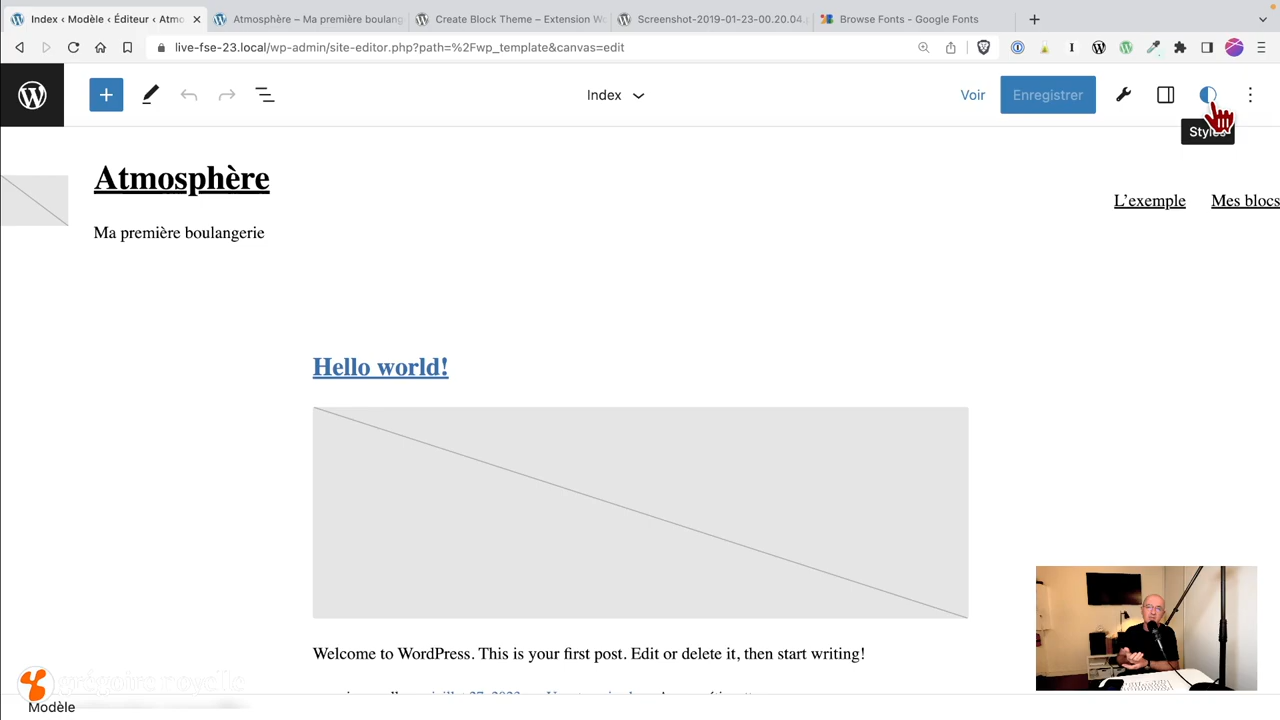 Index < Modèle < Éditeur < Atmo
Atmosphère – Ma première boulang
Create Block Theme – Extension Wo
Screenshot-2019-01-23-00.20.04.
Browse Fonts - Google Fonts
live-fse-23.local/wp-admin/site-editor.php?path=%2Fwp_template&canvas=edit
Index
Voir
Enregistrer
Styles
Atmosphère
Ma première boulangerie
L'exemple
Mes blocs
Hello world!
Welcome to WordPress. This is your first post. Edit or delete it, then start writing!
grégoire noyelle
Modèle